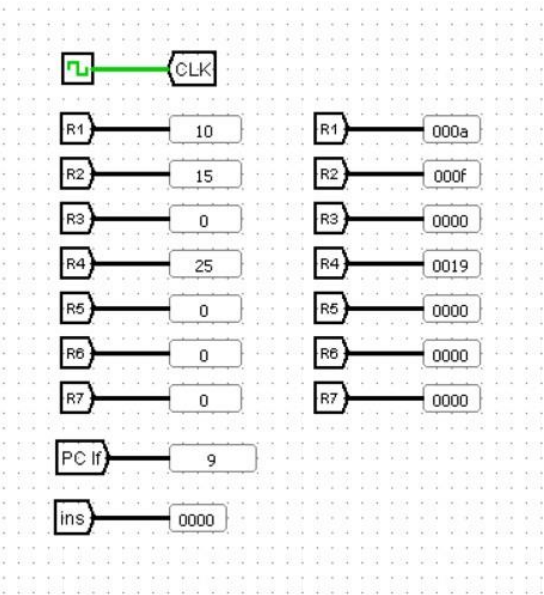 CLK
R1 10 R1 000a
R2 15 R2 000f
R3 0 R3 0000
R4 25 R4 0019
R5 0 R5 0000
R6 0 R6 0000
R7 0 R7 0000
PC If 9
ins 0000